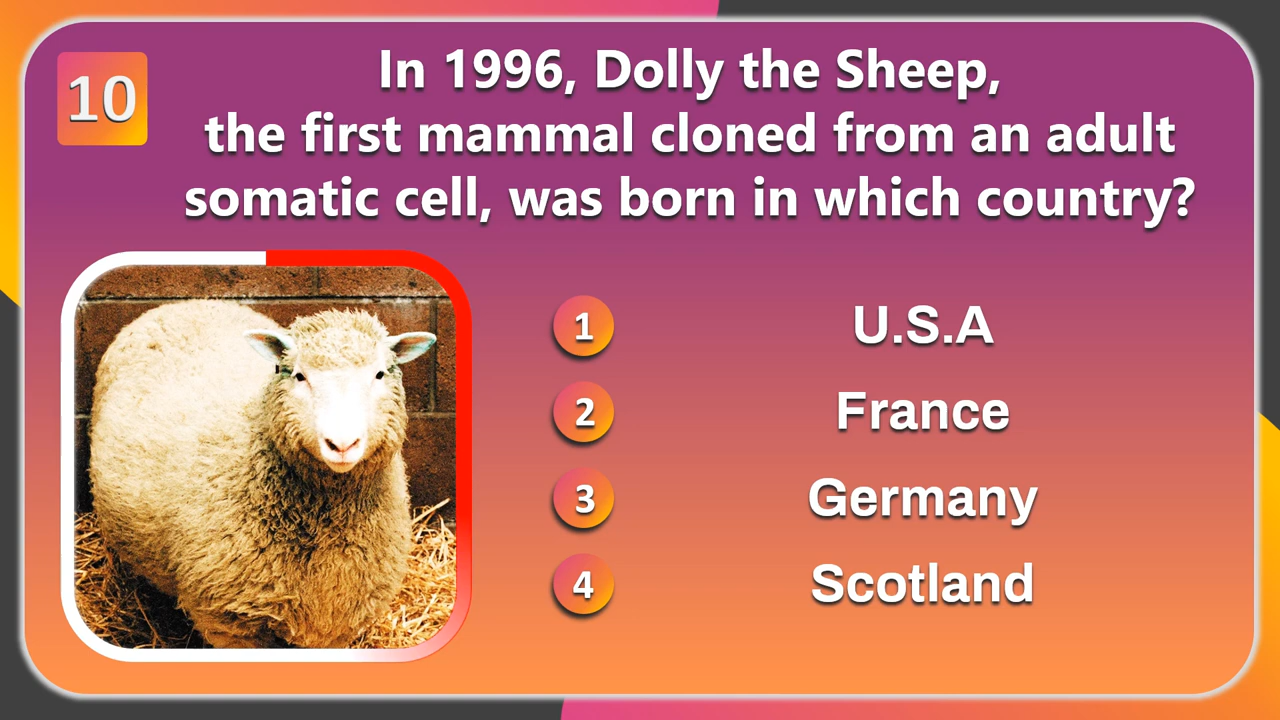 10
In 1996, Dolly the Sheep,
the first mammal cloned from an adult
somatic cell, was born in which country?
1 U.S.A
2 France
3 Germany
4 Scotland